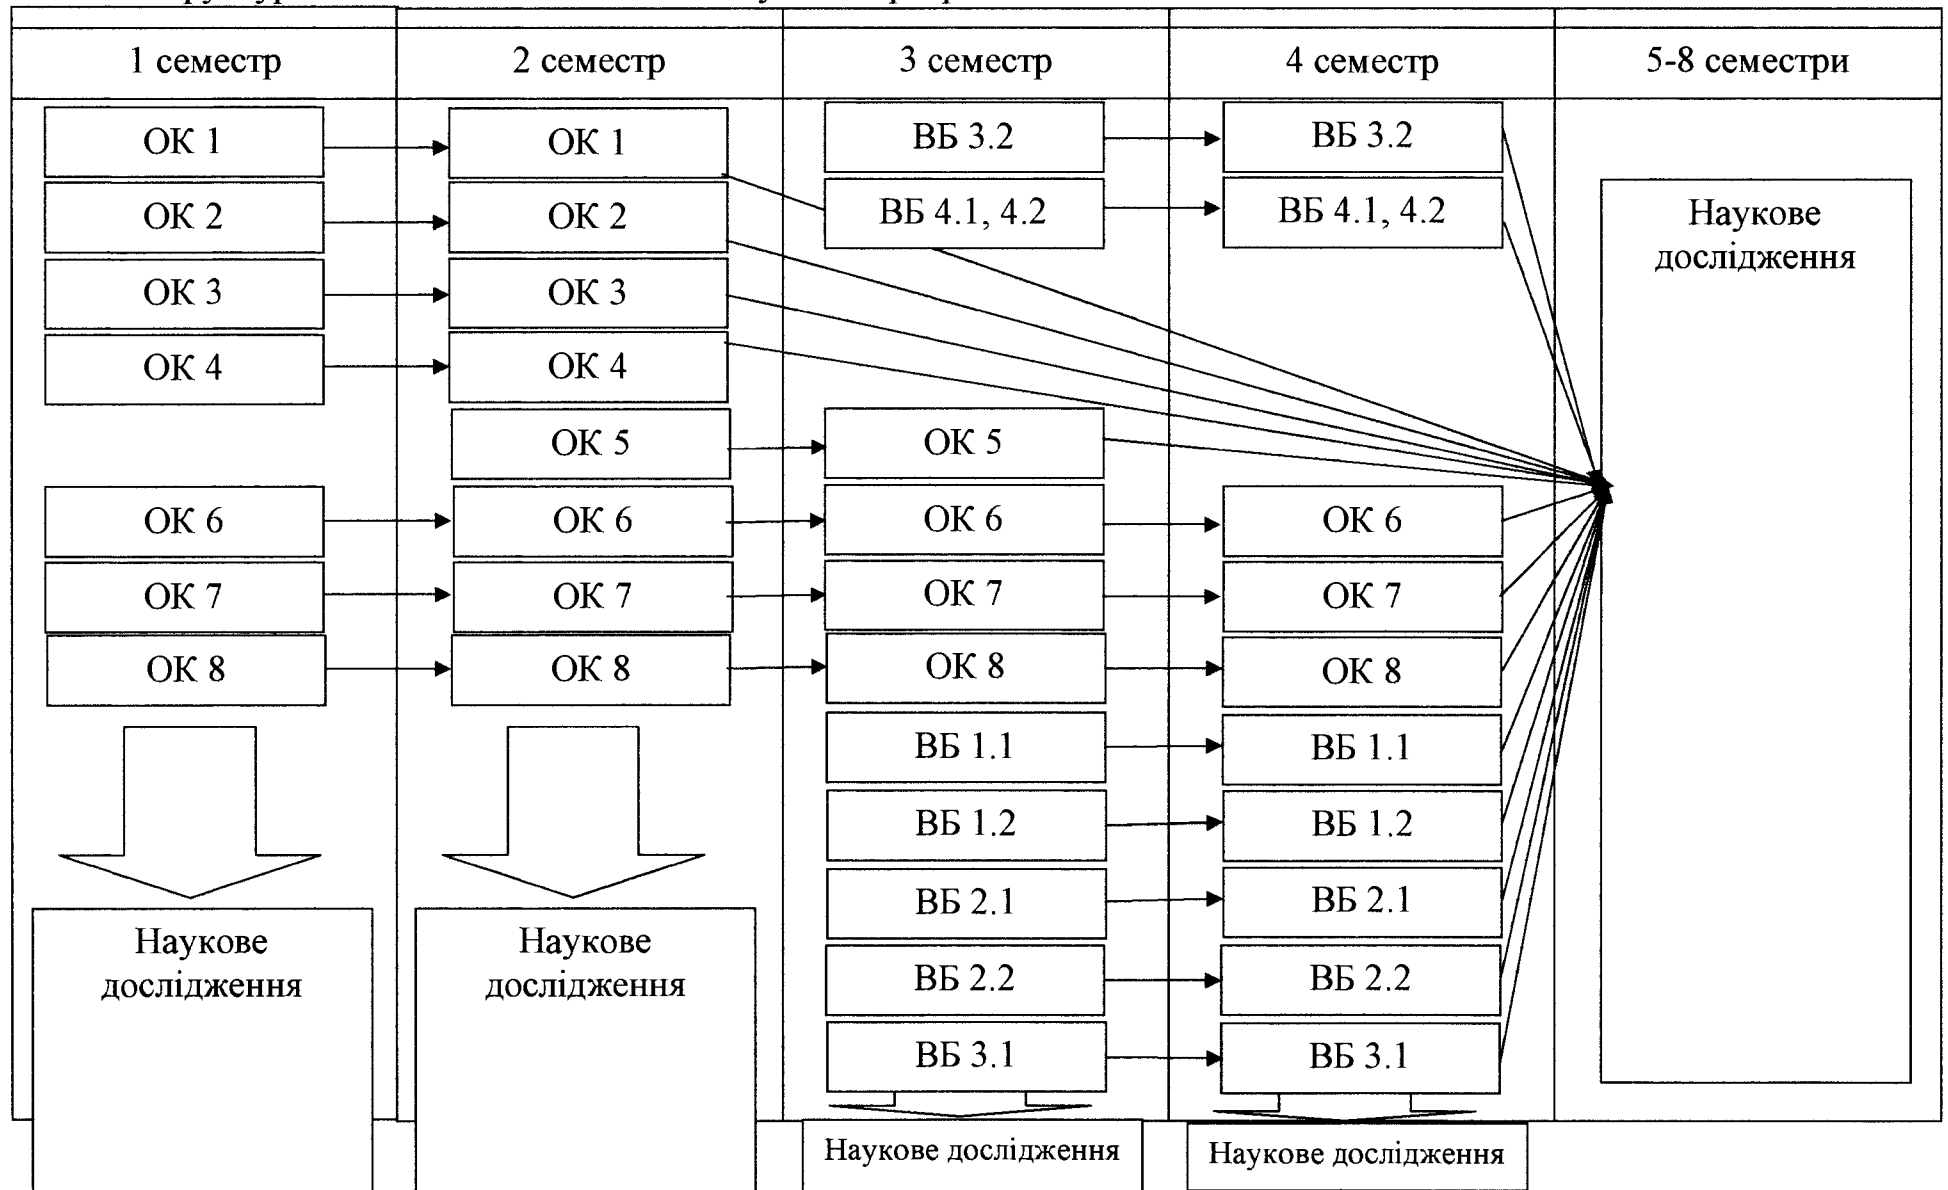 1 семестр
2 семестр
3 семестр
4 семестр
5-8 семестри
ОК 1
ОК 1
ВБ 3.2
ВБ 3.2
ОК 2
ОК 2
ВБ 4.1, 4.2
ВБ 4.1, 4.2
Наукове
дослідження
ОК 3
ОК 3
ОК 4
ОК 4
ОК 5
ОК 5
ОК 6
ОК 6
ОК 6
ОК 6
ОК 7
ОК 7
ОК 7
ОК 7
ОК 8
ОК 8
ОК 8
ОК 8
ВБ 1.1
ВБ 1.1
ВБ 1.2
ВБ 1.2
ВБ 2.1
ВБ 2.1
Наукове
дослідження
Наукове
дослідження
ВБ 2.2
ВБ 2.2
ВБ 3.1
ВБ 3.1
Наукове дослідження
Наукове дослідження